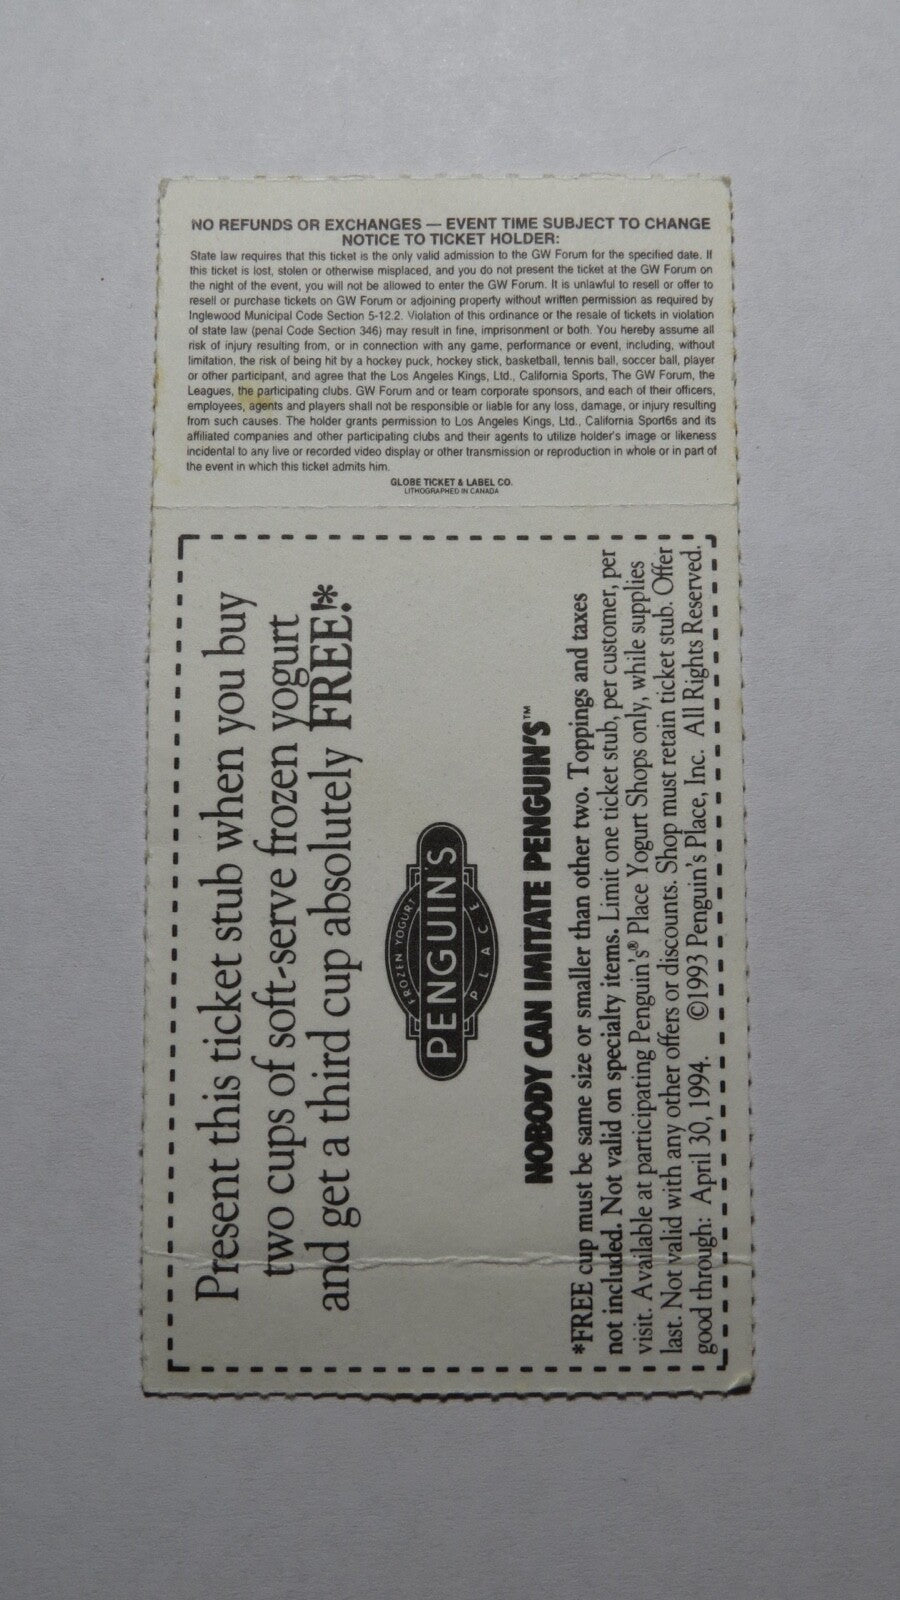 NO REFUNDS OR EXCHANGES — EVENT TIME SUBJECT TO CHANGE
NOTICE TO TICKET HOLDER:
State law requires that this ticket is the only valid admission to the GW Forum for the specified date. If
this ticket is lost, stolen or otherwise misplaced, and you do not present the ticket at the GW Forum on
the night of the event, you will not be allowed to enter the GW Forum. It is unlawful to resell or offer to
resell or purchase tickets on GW Forum or adjoining property without written permission as required by
Inglewood Municipal Code Section 5-12.2. Violation of this ordinance or the resale of tickets in violation
of state law (penal Code Section 346) may result in fine, imprisonment or both. You hereby assume all
risk of injury resulting from, or in connection with any game, performance or event, including, without
limitation, the risk of being hit by a hockey puck, hockey stick, basketball, tennis ball, soccer ball, player
or other participant, and agree that the Los Angeles Kings, Ltd., California Sports, The GW Forum, the
Leagues, the participating clubs. GW Forum and or team corporate sponsors, and each of their officers,
employees, agents and players shall not be responsible or liable for any loss, damage, or injury resulting
from such causes. The holder grants permission to Los Angeles Kings, Ltd., California Sport6s and its
affiliated companies and other participating clubs and their agents to utilize holder's image or likeness
incidental to any live or recorded video display or other transmission or reproduction in whole or in part of
the event in which this ticket admits him.
GLOBE TICKET & LABEL CO.
LITHOGRAPHED IN CANADA
Present this ticket stub when you buy
two cups of soft-serve frozen yogurt
and get a third cup absolutely FREE!*
FROZEN YOGURT
PENGUIN'S
PLACE
NOBODY CAN IMITATE PENGUIN'S™
*FREE cup must be same size or smaller than other two. Toppings and taxes
not included. Not valid on specialty items. Limit one ticket stub, per customer, per
visit. Available at participating Penguin's® Place Yogurt Shops only, while supplies
last. Not valid with any other offers or discounts. Shop must retain ticket stub. Offer
good through: April 30, 1994. ©1993 Penguin's Place, Inc. All Rights Reserved.